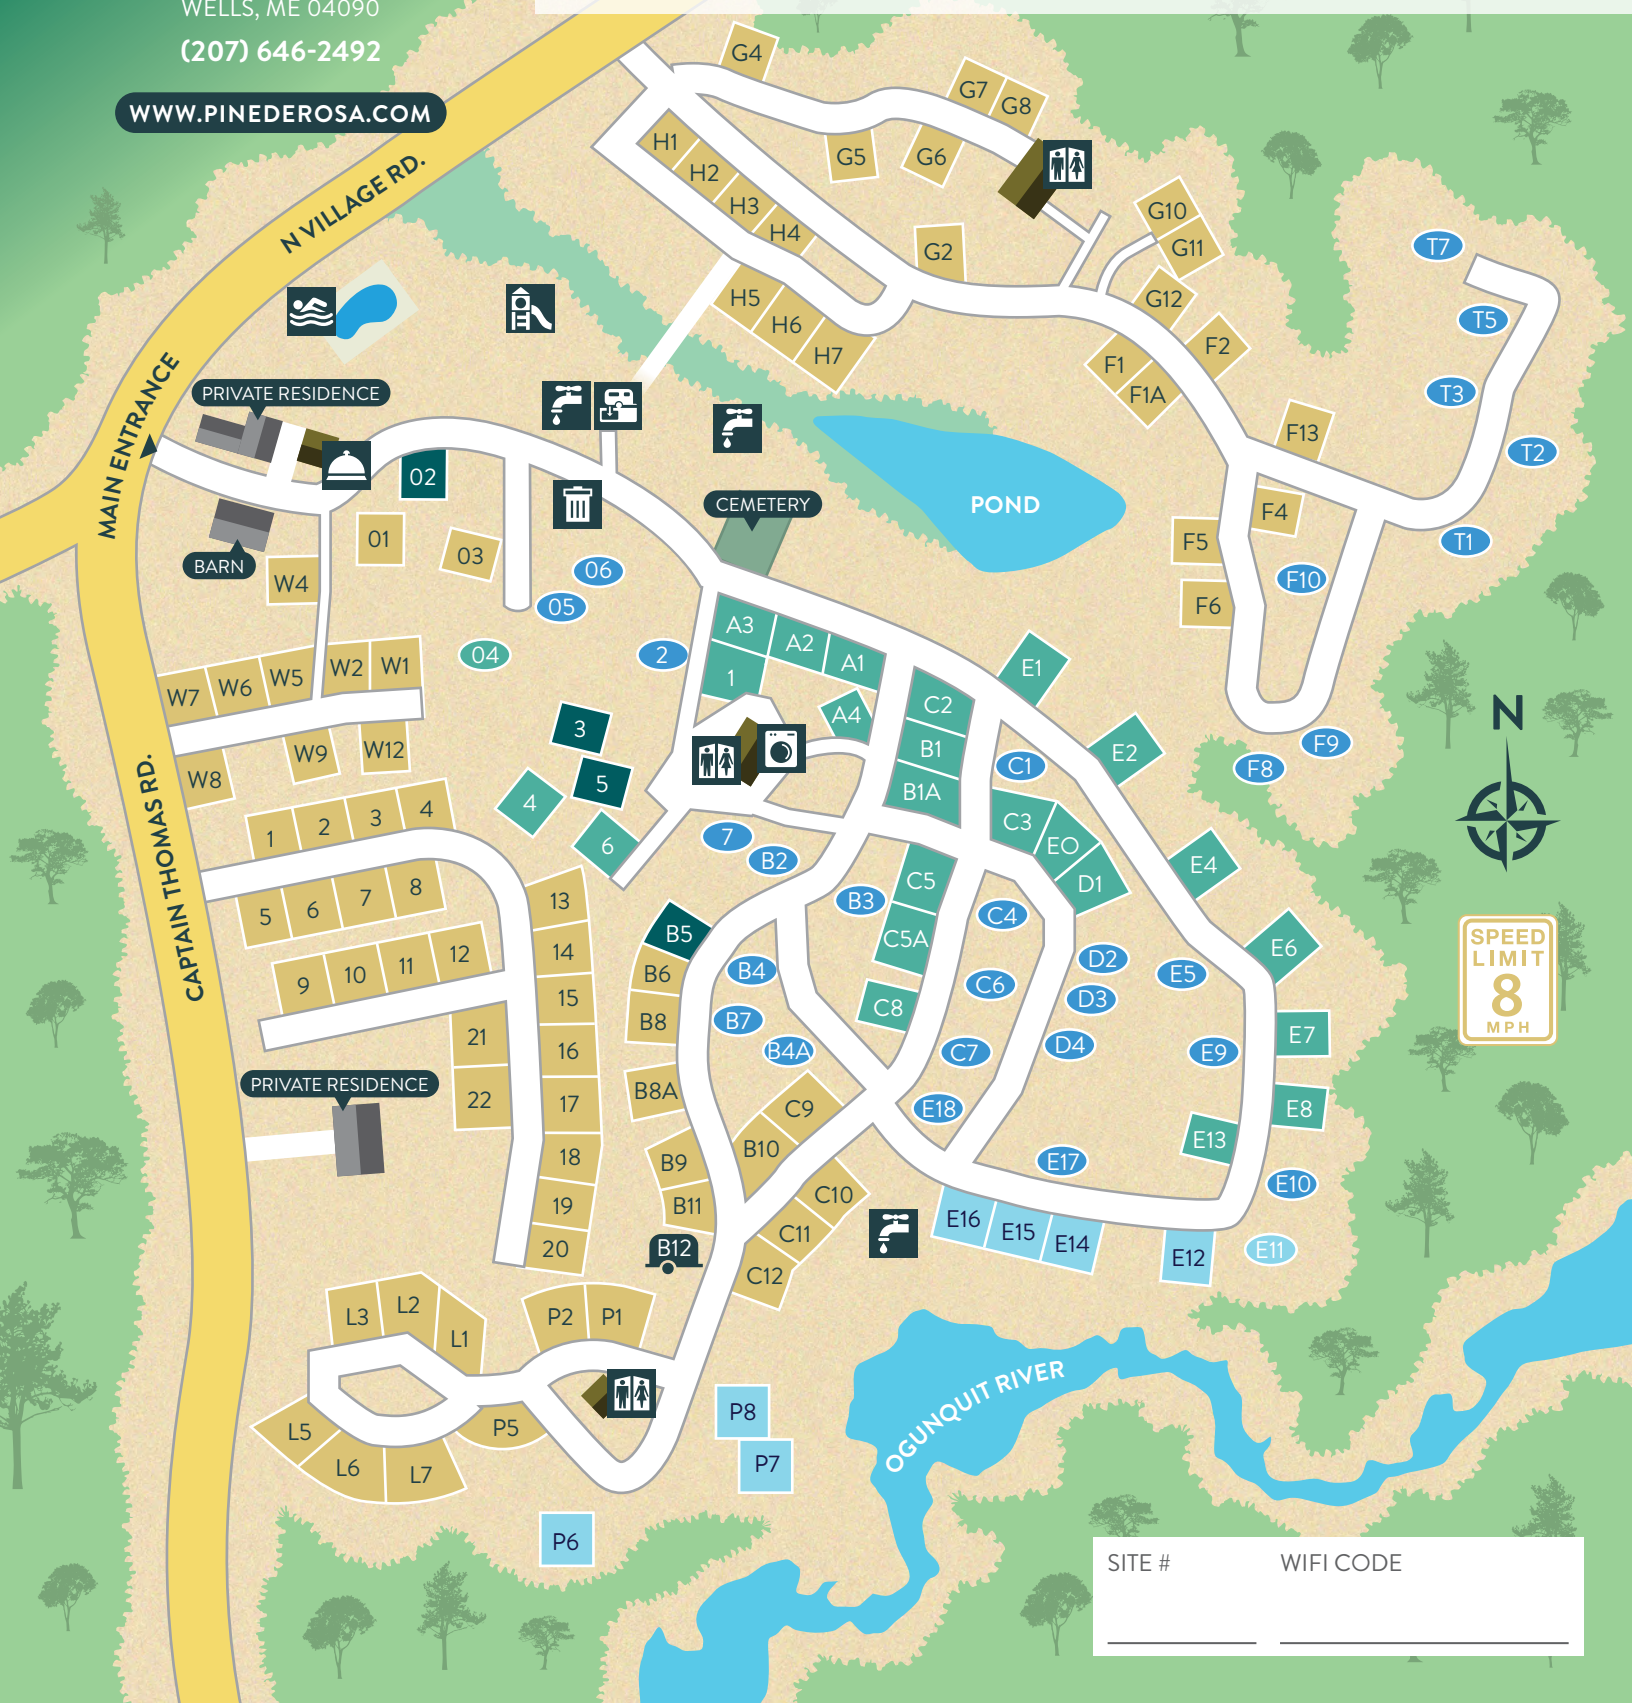 WELLS, ME 04090
(207) 646-2492
WWW.PINEDEROSA.COM
N VILLAGE RD.
MAIN ENTRANCE
CAPTAIN THOMAS RD.
G4
G7
G8
G5
G6
G2
G10
G11
G12
H1
H2
H3
H4
H5
H6
H7
F1
F1A
F2
F13
F4
F5
F6
F10
F8
F9
T7
T5
T3
T2
T1
PRIVATE RESIDENCE
BARN
CEMETERY
POND
02
01
03
06
05
04
W4
W7
W6
W5
W2
W1
W8
W9
W12
2
3
5
4
6
7
A3
A2
A1
1
A4
C2
B1
B1A
E1
E2
C1
C3
EO
D1
E4
E6
B2
B3
C5
C5A
C4
C8
C6
C7
D2
D3
D4
E5
E7
E9
E8
E13
E10
E11
E18
E17
E16
E15
E14
E12
B5
B6
B8
B4
B7
B4A
B8A
B9
B11
B12
B10
C9
C10
C11
C12
1
2
3
4
5
6
7
8
9
10
11
12
13
14
15
16
17
18
19
20
21
22
PRIVATE RESIDENCE
L3
L2
L1
L5
L6
L7
P2
P1
P5
P8
P7
P6
OGUNQUIT RIVER
N
SPEED
LIMIT
8
MPH
SITE #
WIFI CODE